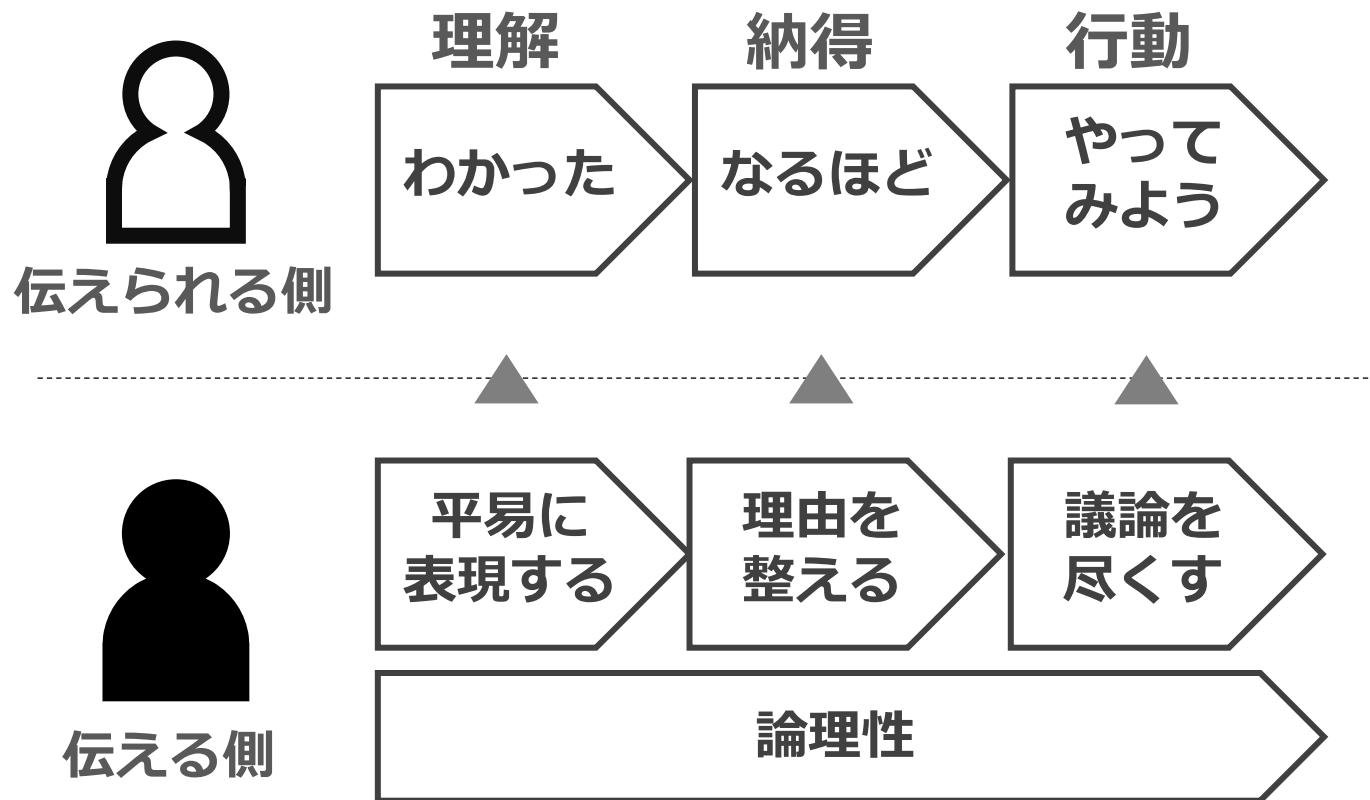 理解
納得
行動
わかった
なるほど
やって
みよう
伝えられる側
平易に
表現する
理由を
整える
議論を
尽くす
論理性
伝える側